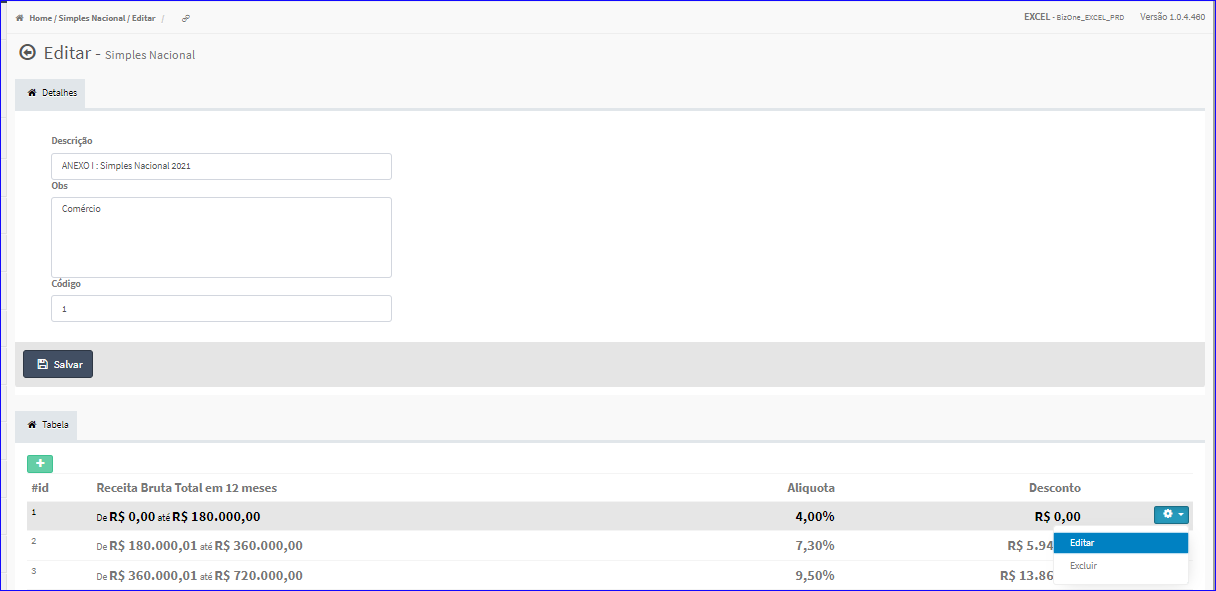 Home / Simples Nacional / Editar /
EXCEL - BizOne_EXCEL_PRD Versão 1.0.4.460
Editar - Simples Nacional
Detalhes
Descrição
ANEXO I : Simples Nacional 2021
Obs
Comércio
Código
1
Salvar
Tabela
+
#id Receita Bruta Total em 12 meses Aliquota Desconto
1 De R$ 0,00 até R$ 180.000,00 4,00% R$ 0,00
2 De R$ 180.000,01 até R$ 360.000,00 7,30% R$ 5.94
Editar
Excluir
3 De R$ 360.000,01 até R$ 720.000,00 9,50% R$ 13.86